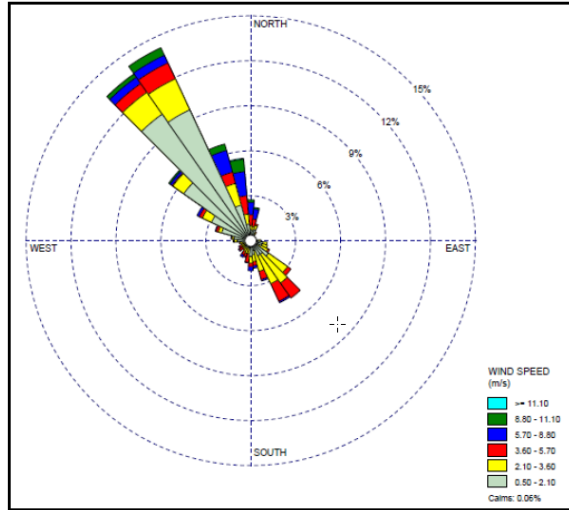 NORTH
15%
12%
9%
6%
3%
WEST
EAST
SOUTH
WIND SPEED
(m/s)
>= 11.10
8.80 - 11.10
5.70 - 8.80
3.60 - 5.70
2.10 - 3.60
0.50 - 2.10
Calms: 0.06%